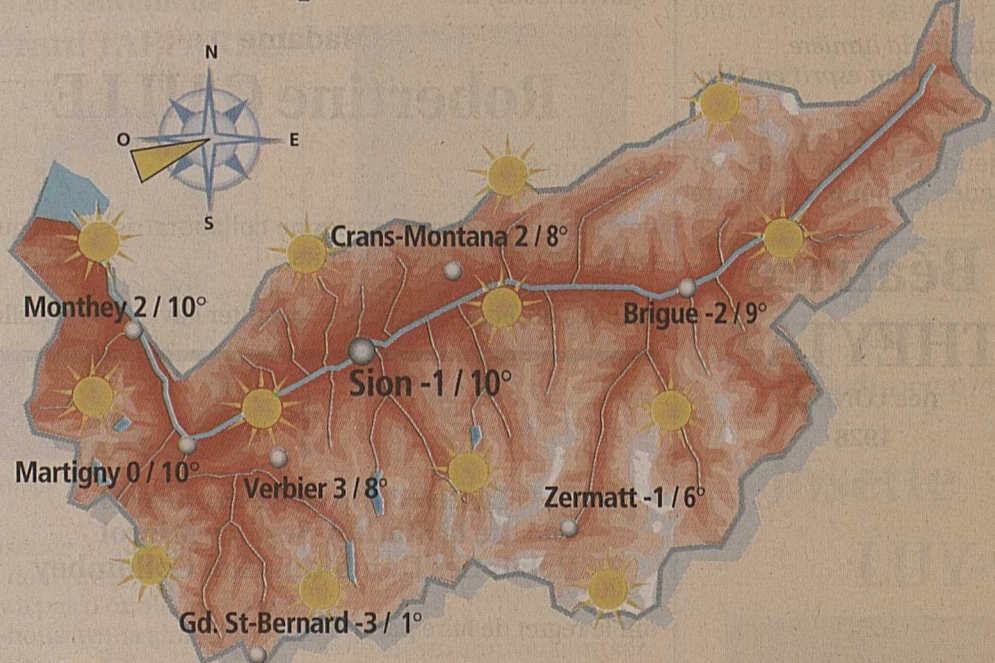 N
O E
S
Crans-Montana 2 / 8°
Monthey 2 / 10°
Brigue -2 / 9°
Sion -1 / 10°
Martigny 0 / 10°
Verbier 3 / 8°
Zermatt -1 / 6°
Gd. St-Bernard -3 / 1°